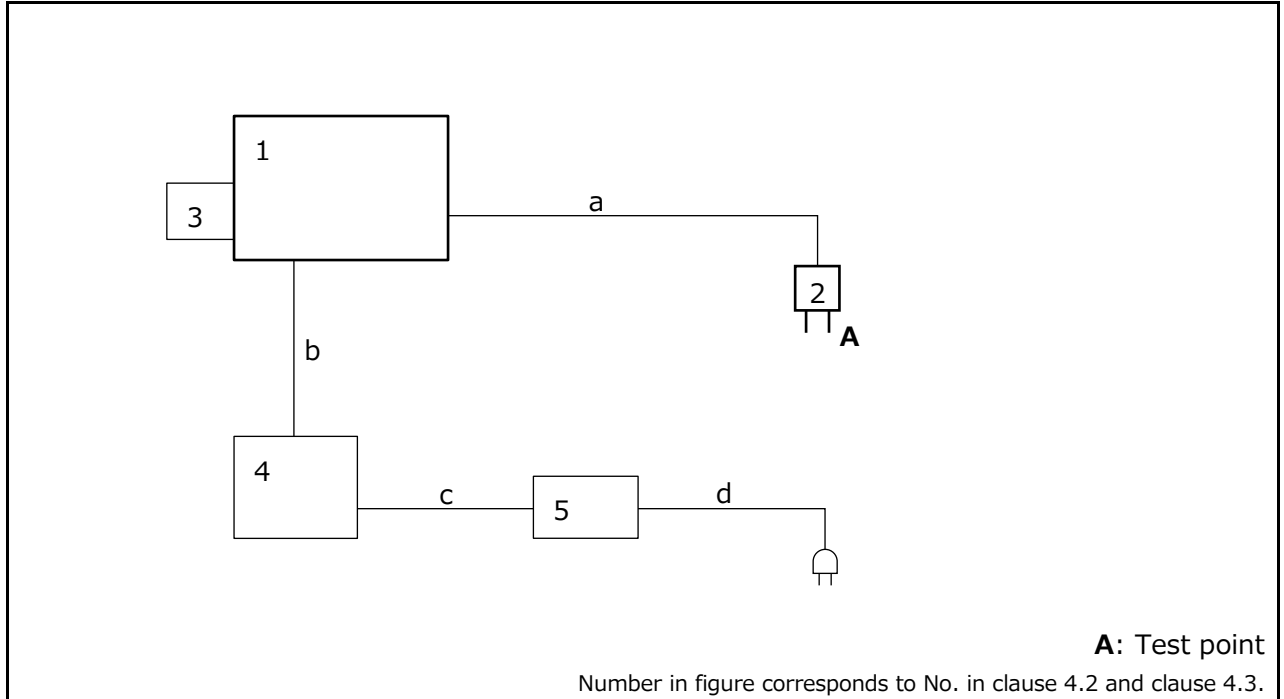 1
3
a
2
A
b
4
c
5
d
A: Test point
Number in figure corresponds to No. in clause 4.2 and clause 4.3.